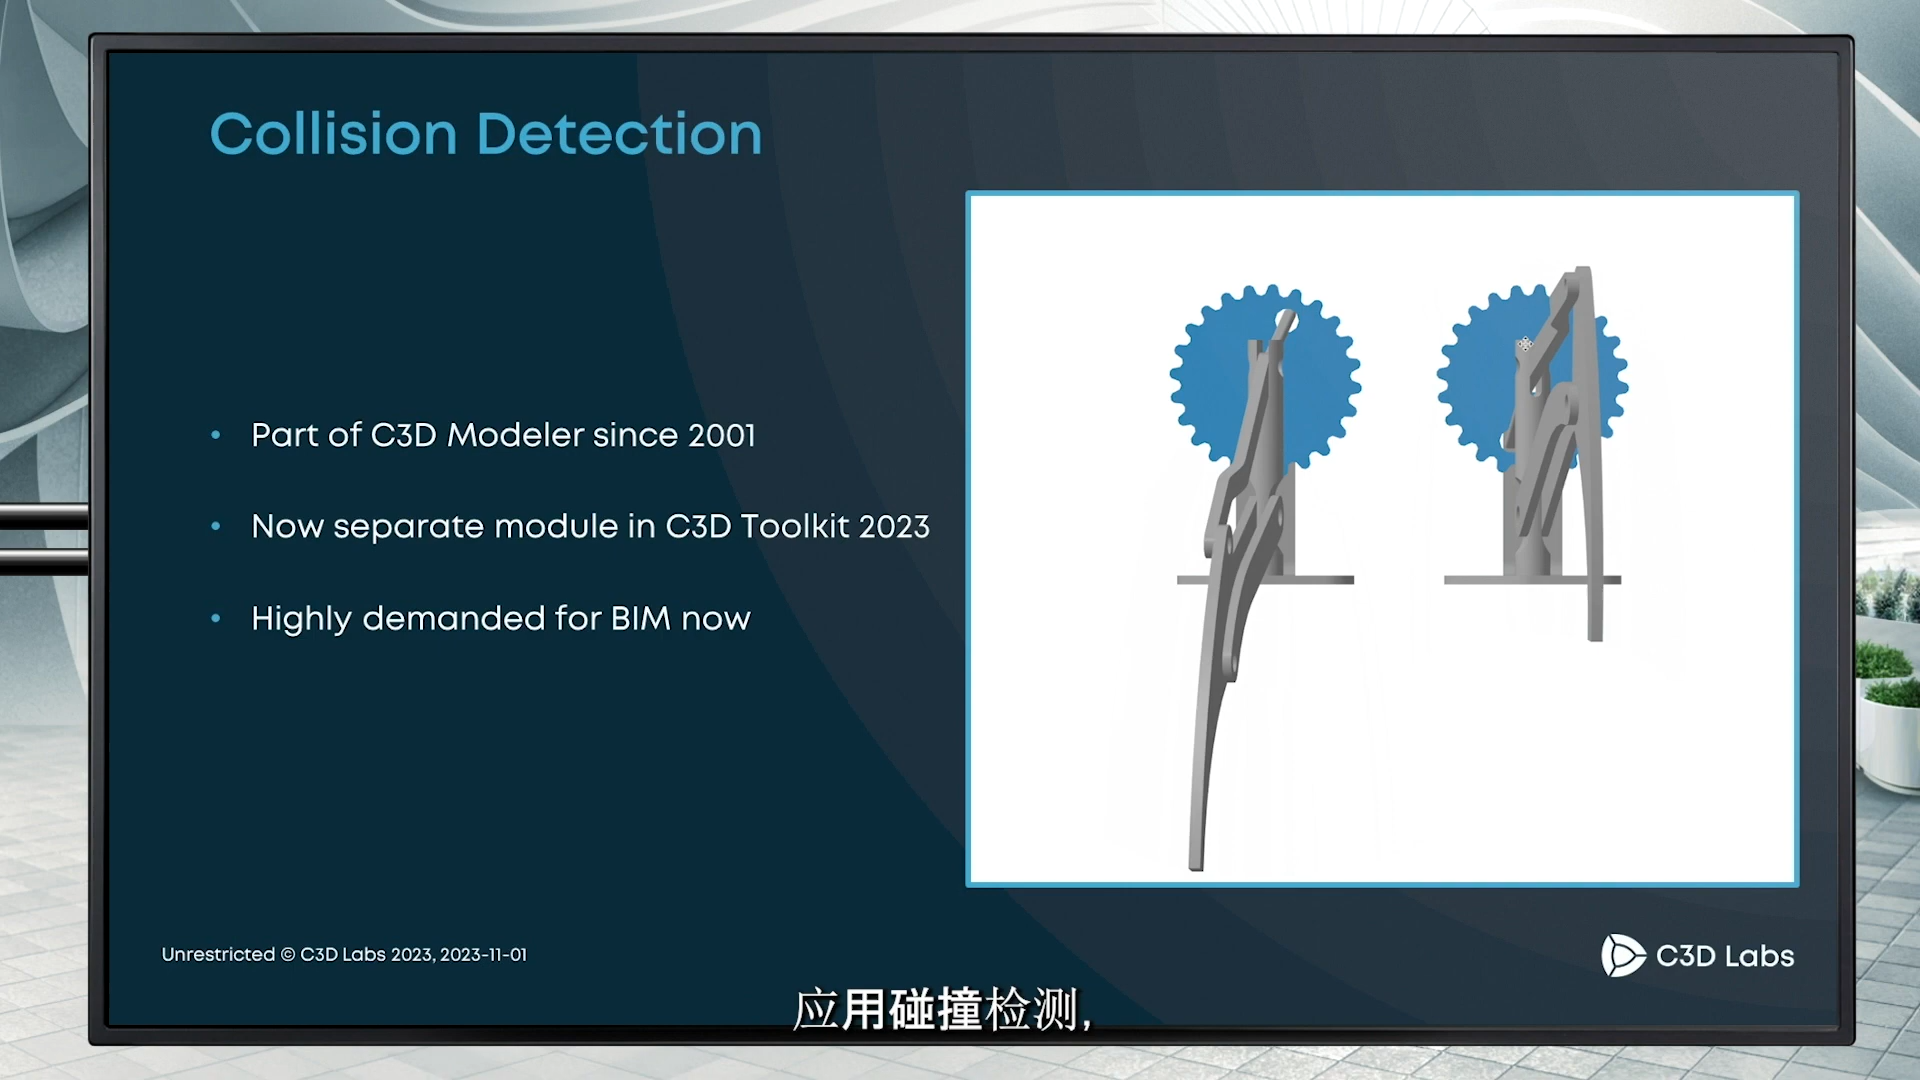 Collision Detection
• Part of C3D Modeler since 2001
• Now separate module in C3D Toolkit 2023
• Highly demanded for BIM now
Unrestricted © C3D Labs 2023, 2023-11-01
C3D Labs
应用碰撞检测,